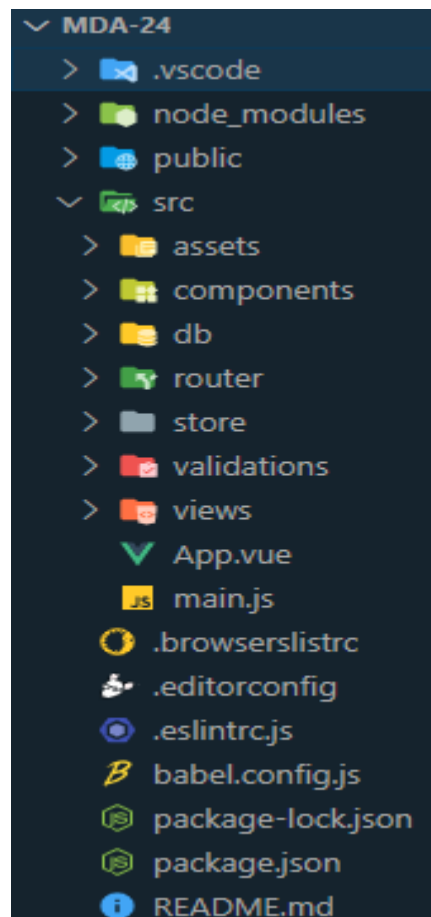 MDA-24
.vscode
node_modules
public
src
assets
components
db
router
store
validations
views
App.vue
JS main.js
.browserslistrc
.editorconfig
.eslintrc.js
babel.config.js
package-lock.json
package.json
README.md